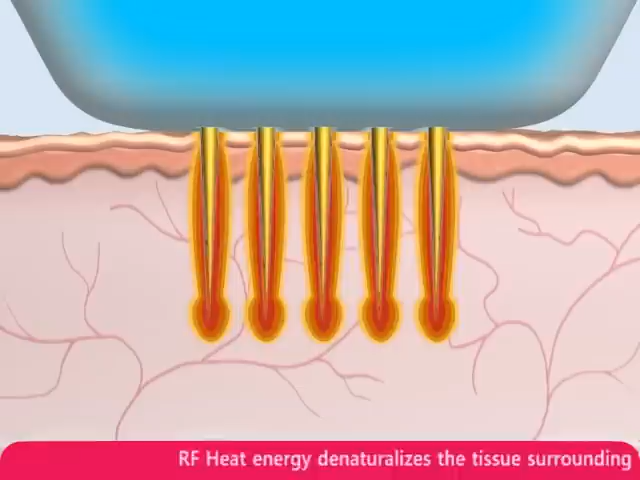 RF Heat energy denaturalizes the tissue surrounding